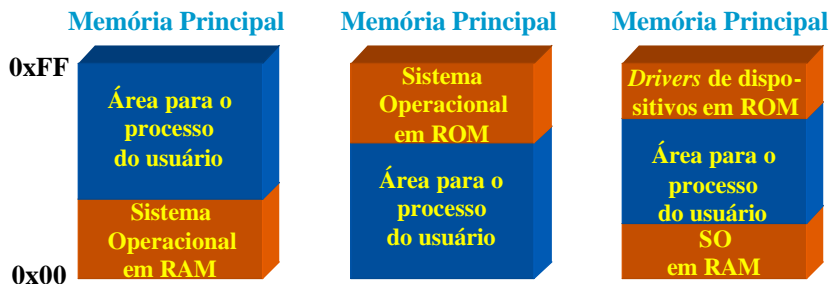 Memória Principal
0xFF
Área para o
processo
do usuário
Sistema
Operacional
em RAM
0x00
Memória Principal
Sistema
Operacional
em ROM
Área para o
processo
do usuário
Memória Principal
Drivers de dispo-
sitivos em ROM
Área para o
processo
do usuário
SO
em RAM